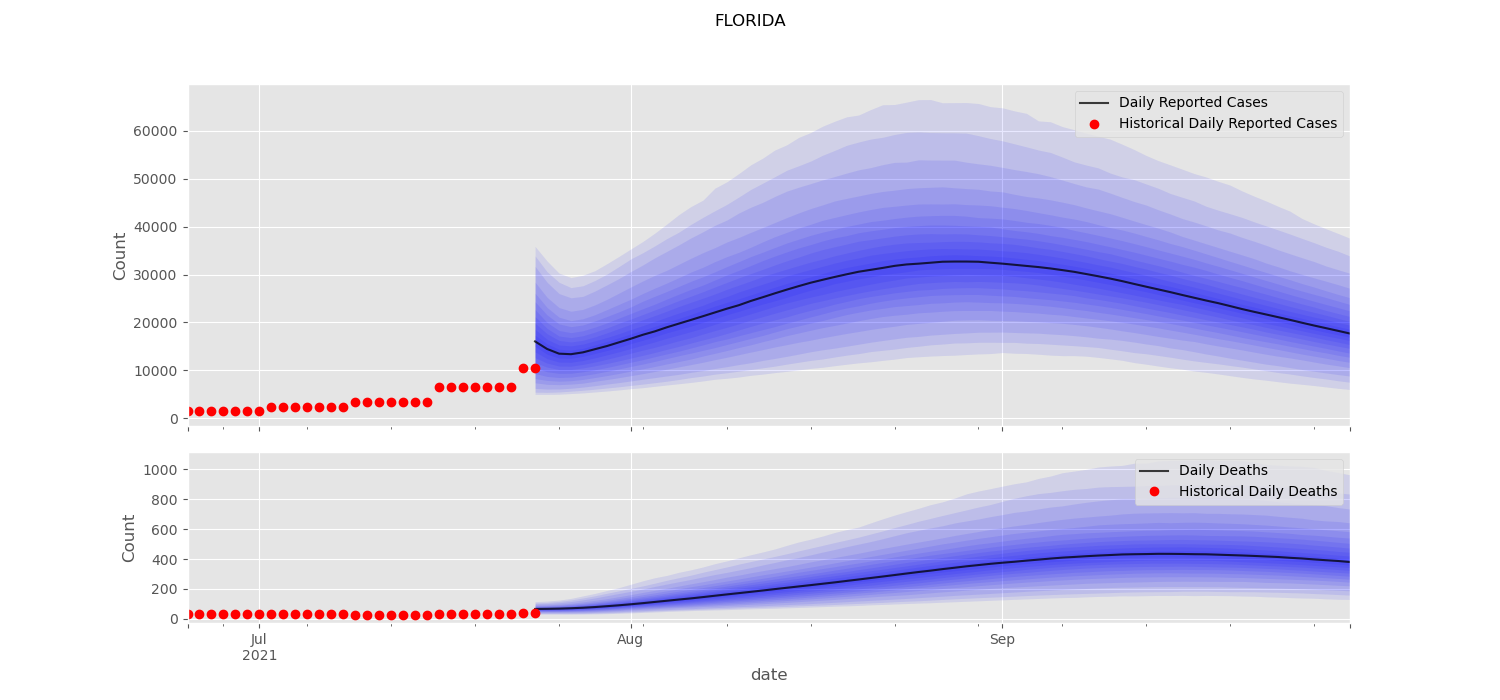 FLORIDA
Daily Reported Cases
Historical Daily Reported Cases
60000
50000
40000
30000
20000
10000
0
Count
Daily Deaths
Historical Daily Deaths
1000
800
600
400
200
0
Count
Jul
2021
Aug
Sep
date